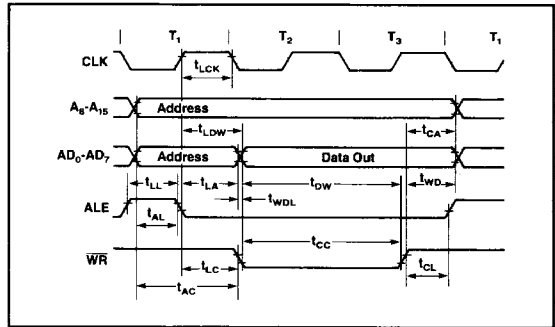 T1 T2 T3 T1
CLK
tLCK
A8-A15 Address
tLDW tCA
AD0-AD7 Address Data Out
tLL tLA tDW tWD
tWDL
ALE
tAL
tCC
WR
tLC tCL
tAC